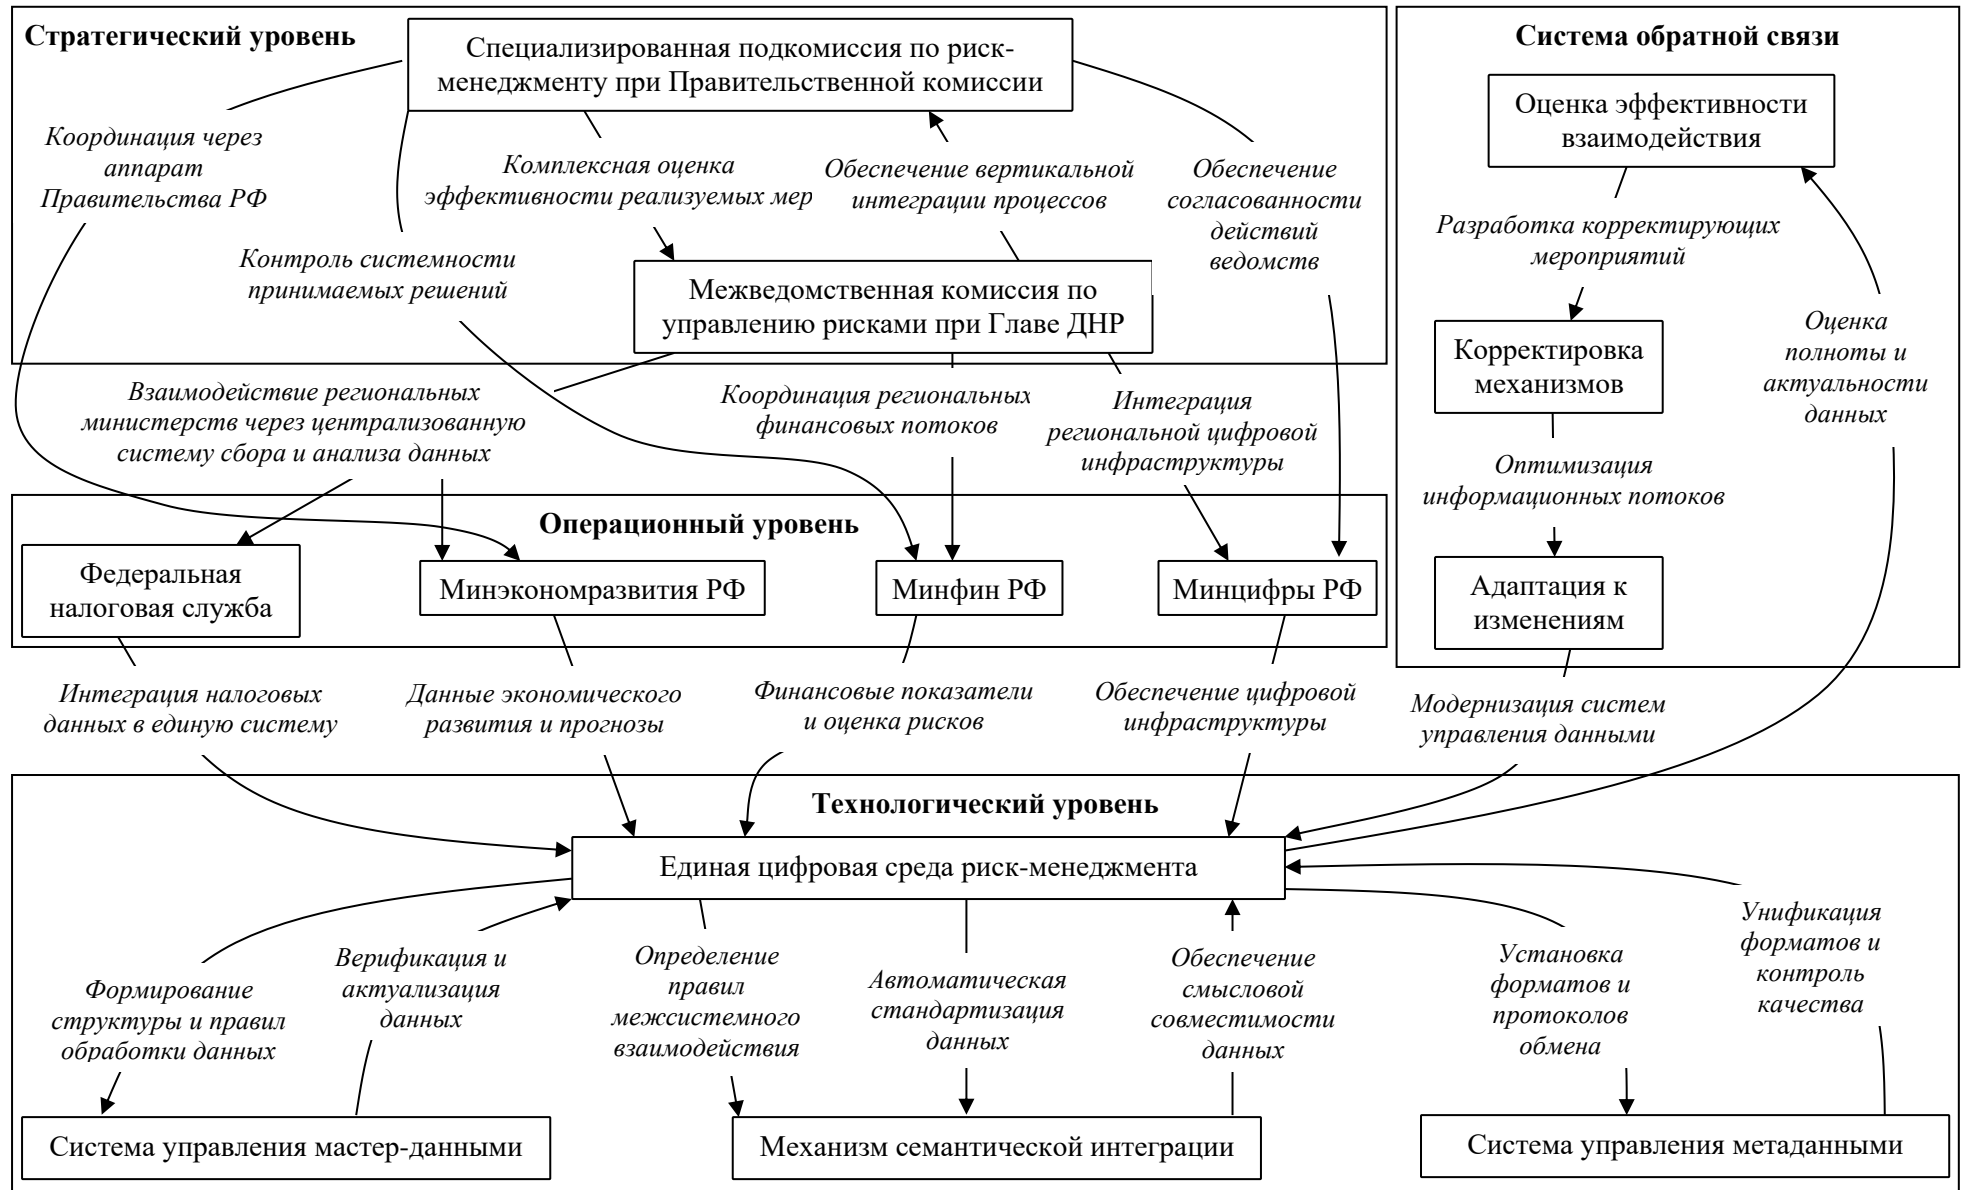 Стратегический уровень
Специализированная подкомиссия по риск-
менеджменту при Правительственной комиссии
Координация через
аппарат
Правительства РФ
Комплексная оценка
эффективности реализуемых мер
Обеспечение вертикальной
интеграции процессов
Обеспечение
согласованности
действий
ведомств
Контроль системности
принимаемых решений
Межведомственная комиссия по
управлению рисками при Главе ДНР
Взаимодействие региональных
министерств через централизованную
систему сбора и анализа данных
Координация региональных
финансовых потоков
Интеграция
региональной цифровой
инфраструктуры
Операционный уровень
Федеральная
налоговая служба
Минэкономразвития РФ
Минфин РФ
Минцифры РФ
Система обратной связи
Оценка эффективности
взаимодействия
Разработка корректирующих
мероприятий
Корректировка
механизмов
Оценка
полноты и
актуальности
данных
Оптимизация
информационных потоков
Адаптация к
изменениям
Интеграция налоговых
данных в единую систему
Данные экономического
развития и прогнозы
Финансовые показатели
и оценка рисков
Обеспечение цифровой
инфраструктуры
Модернизация систем
управления данными
Технологический уровень
Единая цифровая среда риск-менеджмента
Формирование
структуры и правил
обработки данных
Верификация и
актуализация
данных
Определение
правил
межсистемного
взаимодействия
Автоматическая
стандартизация
данных
Обеспечение
смысловой
совместимости
данных
Установка
форматов и
протоколов
обмена
Унификация
форматов и
контроль
качества
Система управления мастер-данными
Механизм семантической интеграции
Система управления метаданными